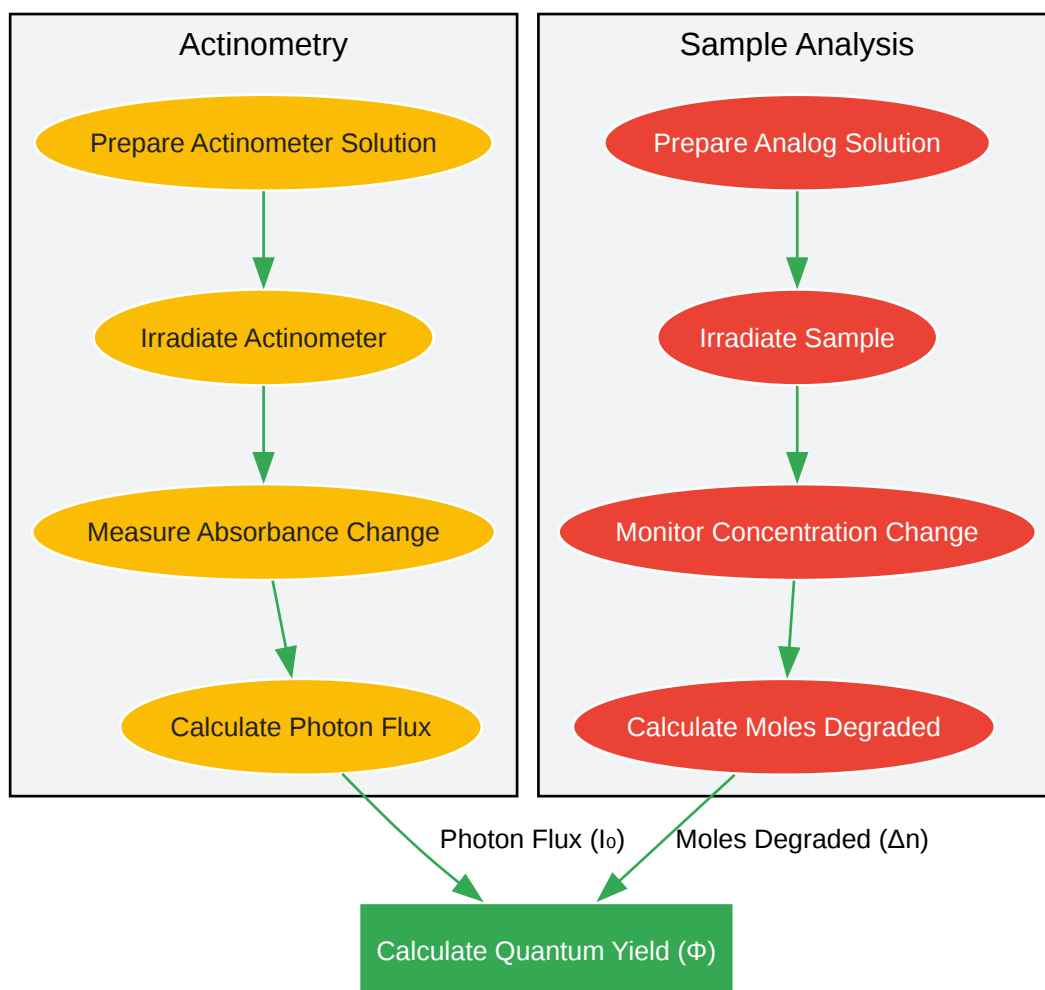 Actinometry
Prepare Actinometer Solution
Irradiate Actinometer
Measure Absorbance Change
Calculate Photon Flux
Sample Analysis
Prepare Analog Solution
Irradiate Sample
Monitor Concentration Change
Calculate Moles Degraded
Photon Flux (I₀)
Moles Degraded (Δn)
Calculate Quantum Yield (Φ)